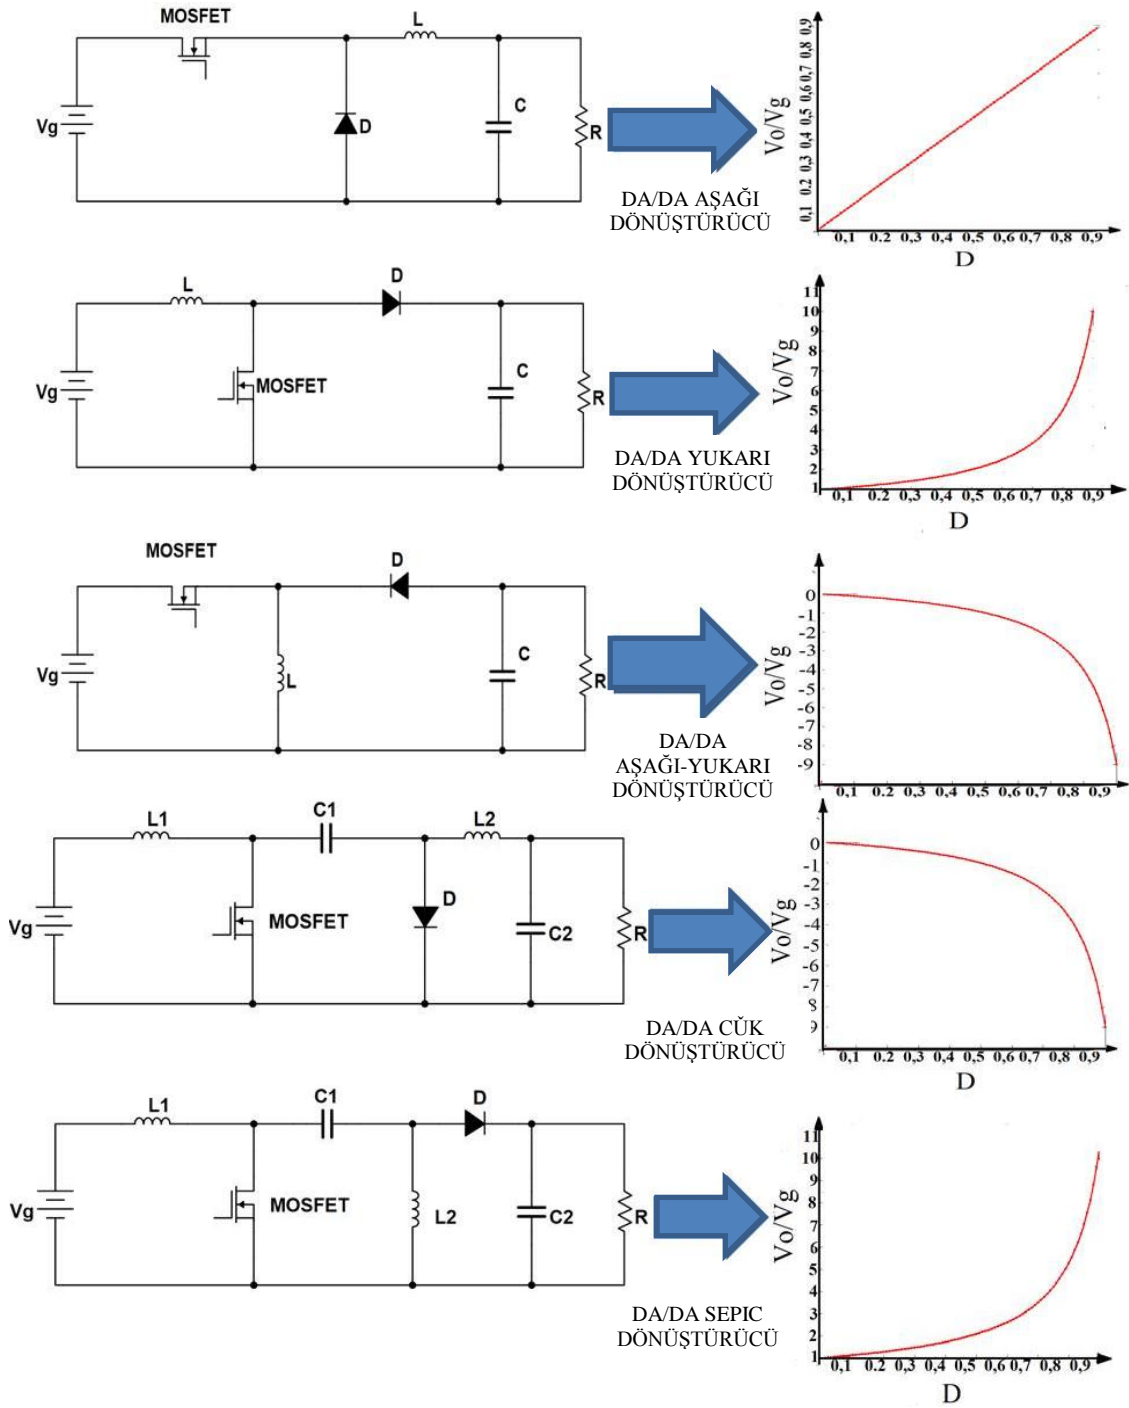 MOSFET
L
Vg
D
C
R
DA/DA AŞAĞI
DÖNÜŞTÜRÜCÜ
Vo/Vg
0,9
0,8
0,6 0,7
0,5
0,4
0,3
0.2
0,1
0,1 0.2 0,3 0,4 0,5 0,6 0,7 0,8 0,9
D
L
D
Vg
MOSFET
C
R
DA/DA YUKARI
DÖNÜŞTÜRÜCÜ
Vo/Vg
11
10
9
8
7
6
5
4
3
2
1
0,1 0.2 0,3 0,4 0,5 0,6 0,7 0,8 0,9
D
MOSFET
D
Vg
L
C
R
DA/DA
AŞAĞI-YUKARI
DÖNÜŞTÜRÜCÜ
Vo/Vg
0
-1
-2
-3
-4
-5
-6
-7
-8
-9
0,1 0.2 0,3 0,4 0,5 0,6 0,7 0,8 0,9
L1
C1
L2
Vg
MOSFET
D
C2
R
DA/DA CŬK
DÖNÜŞTÜRÜCÜ
Vo/Vg
0
-1
-2
-3
-4
-5
-6
-7
-8
9
0,1 0.2 0,3 0,4 0,5 0,6 0,7 0,8 0,9
D
L1
C1
D
Vg
MOSFET
L2
C2
R
DA/DA SEPIC
DÖNÜŞTÜRÜCÜ
Vo/Vg
11
10
9
8
7
6
5
4
3
2
1
0,1 0.2 0,3 0,4 0,5 0,6 0,7 0,8 0,9
D